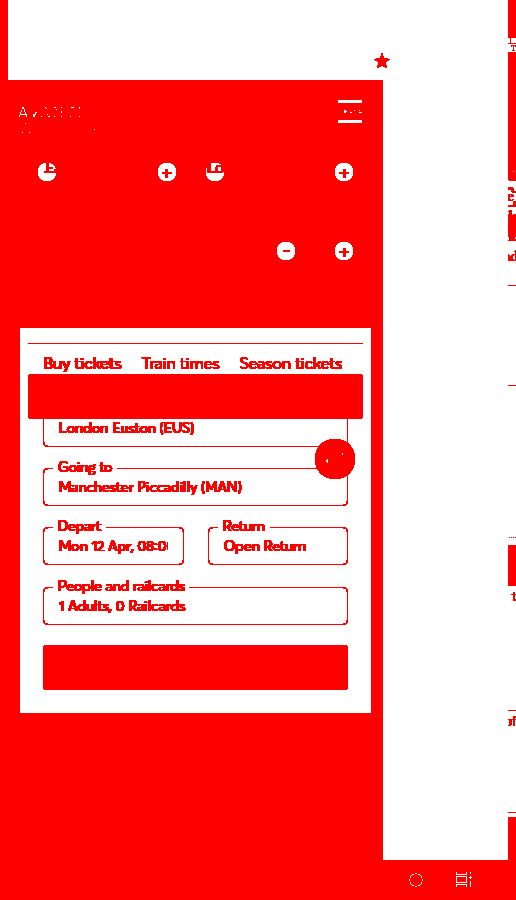 Buy tickets Train times Season tickets
London Euston (EUS)
Going to
Manchester Piccadilly (MAN)
Depart Return
Mon 12 Apr, 08:0 Open Return
People and railcards
1 Adults, 0 Railcards